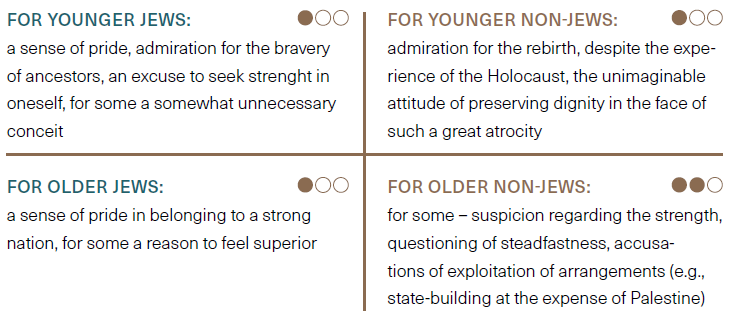 FOR YOUNGER JEWS:
a sense of pride, admiration for the bravery
of ancestors, an excuse to seek strenght in
oneself, for some a somewhat unnecessary
conceit
FOR YOUNGER NON-JEWS:
admiration for the rebirth, despite the expe-
rience of the Holocaust, the unimaginable
attitude of preserving dignity in the face of
such a great atrocity
FOR OLDER JEWS:
a sense of pride in belonging to a strong
nation, for some a reason to feel superior
FOR OLDER NON-JEWS:
for some – suspicion regarding the strength,
questioning of steadfastness, accusa-
tions of exploitation of arrangements (e.g.,
state-building at the expense of Palestine)